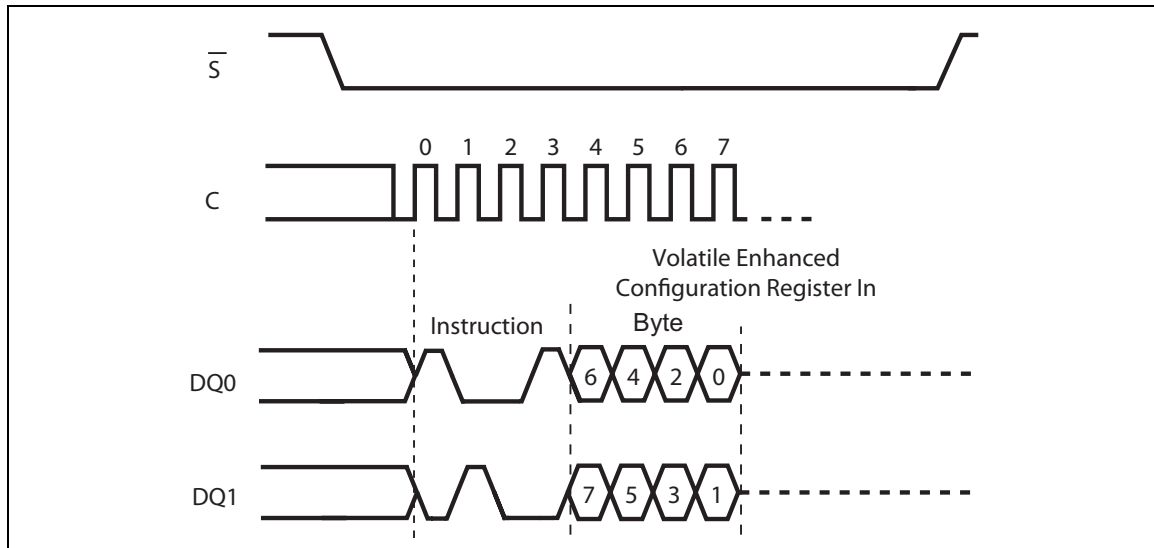 S
0 1 2 3 4 5 6 7
C
Volatile Enhanced
Configuration Register In
Instruction Byte
DQ0 6 4 2 0
DQ1 7 5 3 1